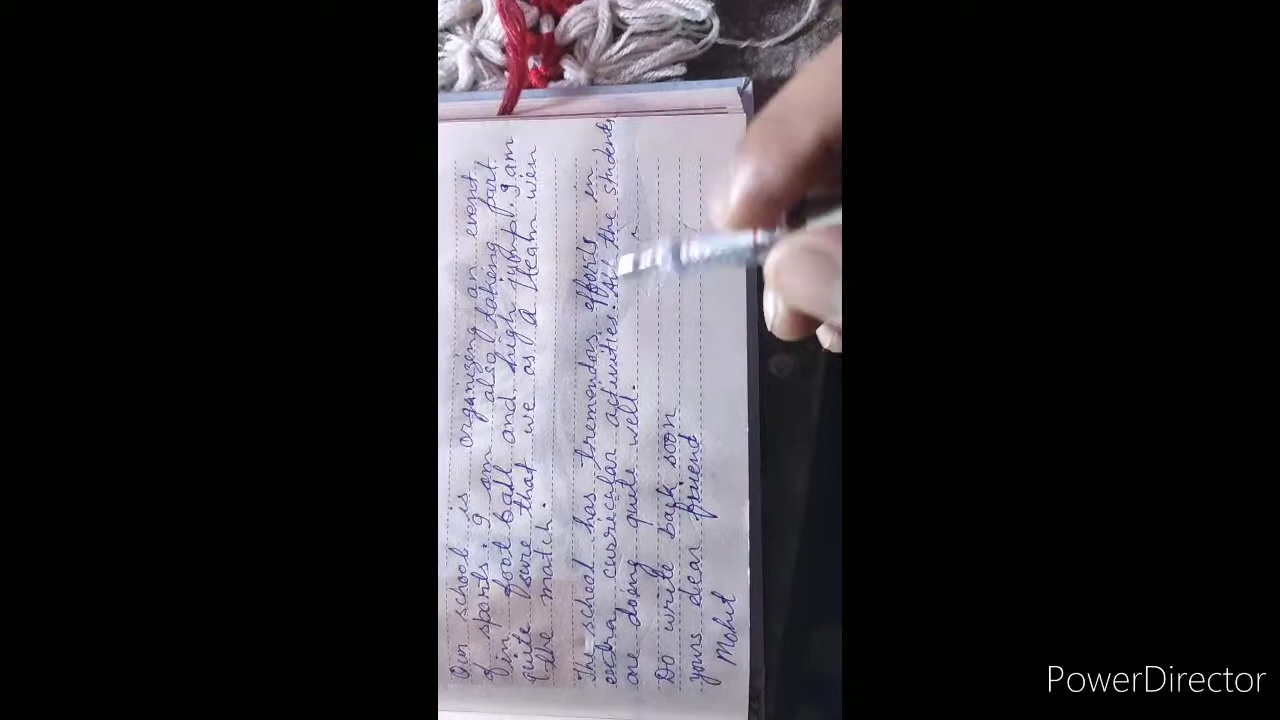 Our school is organizing an event
of sports. I am also taking part
in foot ball and high jump. I am
quite sure that we as a team win
the match.
The school has tremendors efforts in
extra curricular activities. All the students
are doing quite well.
Do write back soon
yours dear friend
Mohit
PowerDirector